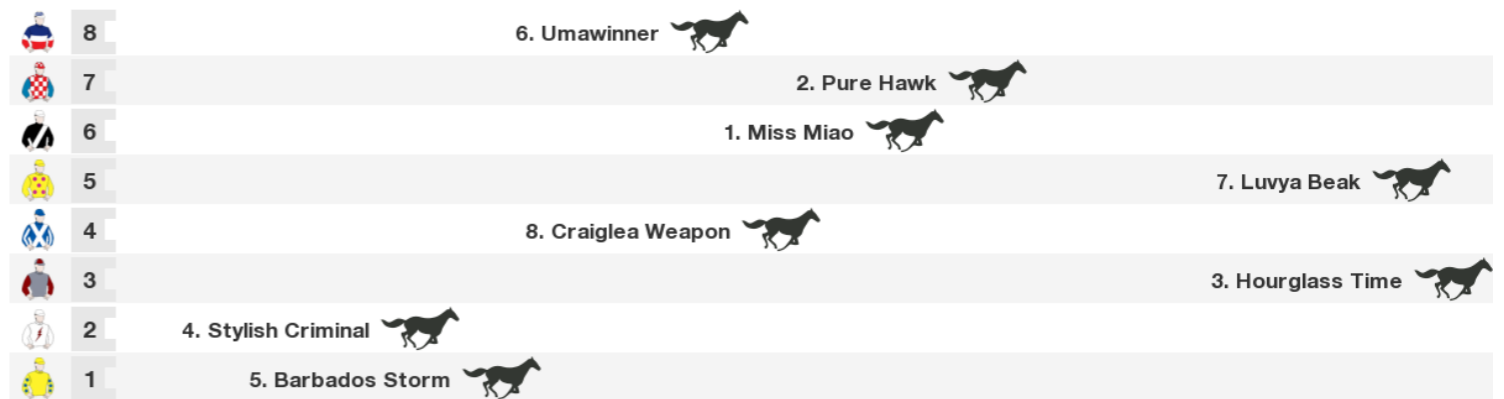 8 6. Umawinner
7 2. Pure Hawk
6 1. Miss Miao
5 7. Luvya Beak
4 8. Craiglea Weapon
3 3. Hourglass Time
2 4. Stylish Criminal
1 5. Barbados Storm